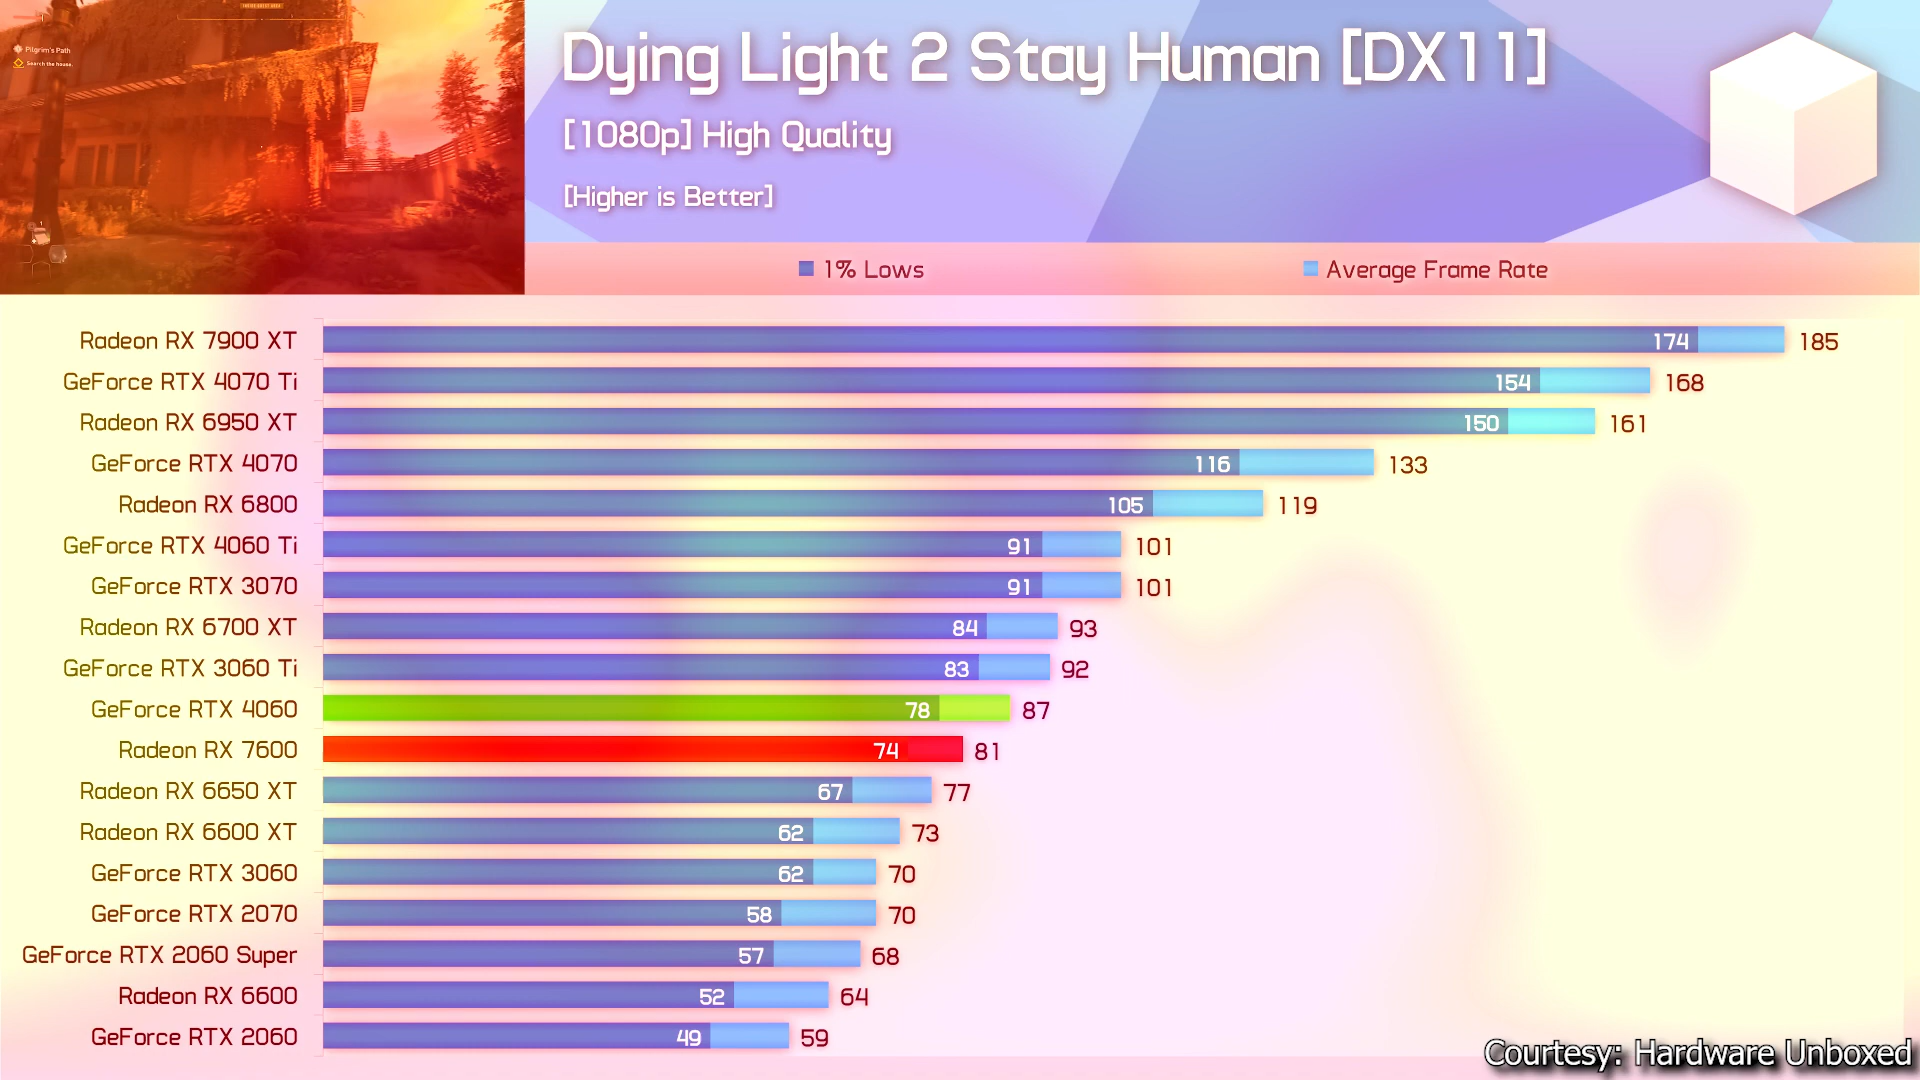 Pilgrim's Path
Search the house.
Dying Light 2 Stay Human [DX11]
[1080p] High Quality
[Higher is Better]
1% Lows
Average Frame Rate
Radeon RX 7900 XT 174 185
GeForce RTX 4070 Ti 154 168
Radeon RX 6950 XT 150 161
GeForce RTX 4070 116 133
Radeon RX 6800 105 119
GeForce RTX 4060 Ti 91 101
GeForce RTX 3070 91 101
Radeon RX 6700 XT 84 93
GeForce RTX 3060 Ti 83 92
GeForce RTX 4060 78 87
Radeon RX 7600 74 81
Radeon RX 6650 XT 67 77
Radeon RX 6600 XT 62 73
GeForce RTX 3060 62 70
GeForce RTX 2070 58 70
GeForce RTX 2060 Super 57 68
Radeon RX 6600 52 64
GeForce RTX 2060 49 59
Courtesy: Hardware Unboxed